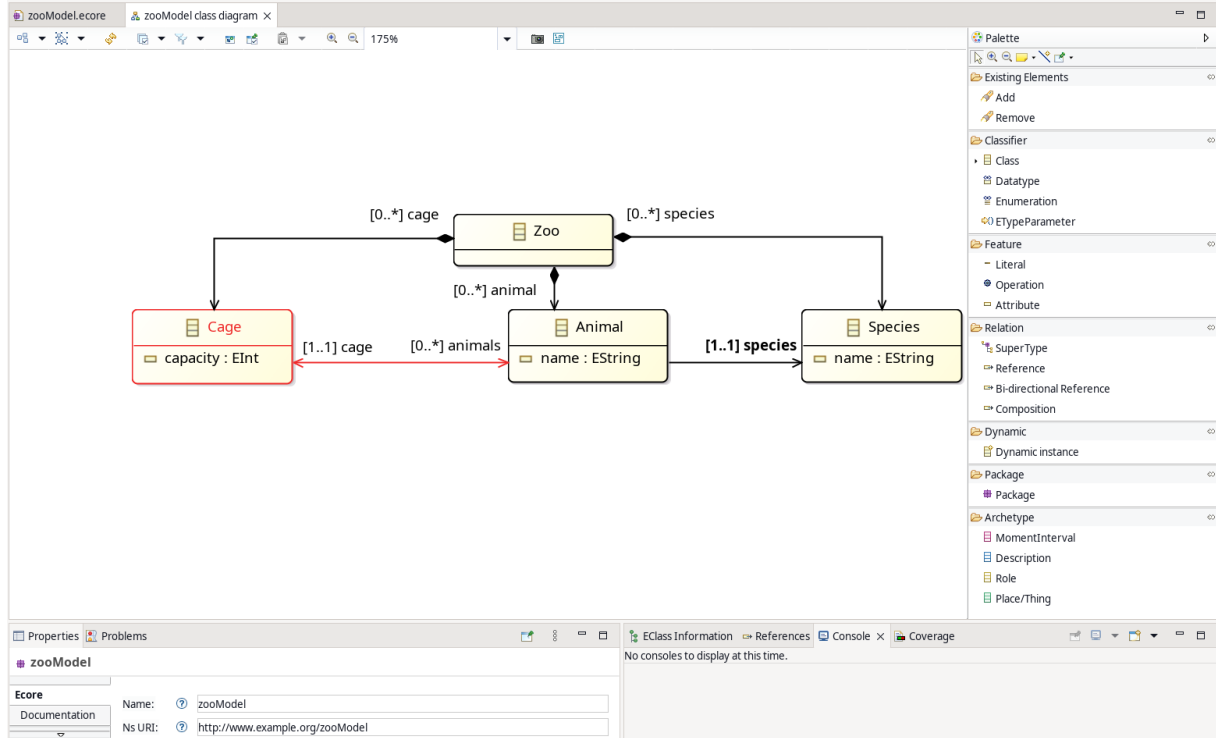 zooModel.ecore
zooModel class diagram
175%
[0..*] cage
[0..*] species
Zoo
[0..*] animal
Cage
capacity : EInt
[1..1] cage
[0..*] animals
Animal
name : EString
[1..1] species
Species
name : EString
Palette
Existing Elements
Add
Remove
Classifier
Class
Datatype
Enumeration
ETypeParameter
Feature
Literal
Operation
Attribute
Relation
SuperType
Reference
Bi-directional Reference
Composition
Dynamic
Dynamic instance
Package
Package
Archetype
MomentInterval
Description
Role
Place/Thing
Properties
Problems
zooModel
Ecore
Documentation
Name:
zooModel
Ns URI:
http://www.example.org/zooModel
EClass Information
References
Console
Coverage
No consoles to display at this time.